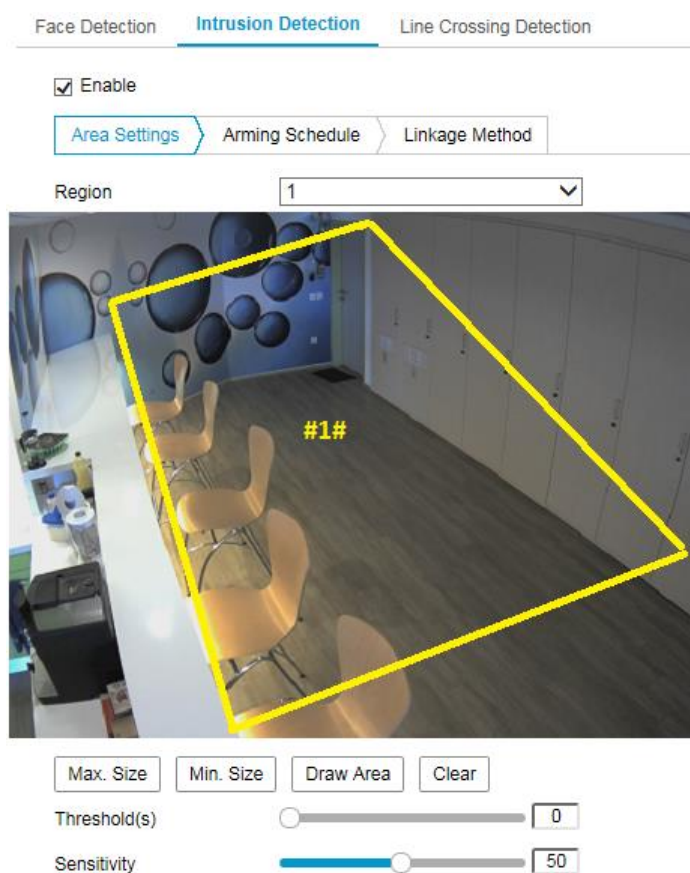 Face Detection Intrusion Detection Line Crossing Detection
Enable
Area Settings Arming Schedule Linkage Method
Region 1
#1#
Max. Size Min. Size Draw Area Clear
Threshold(s) 0
Sensitivity 50